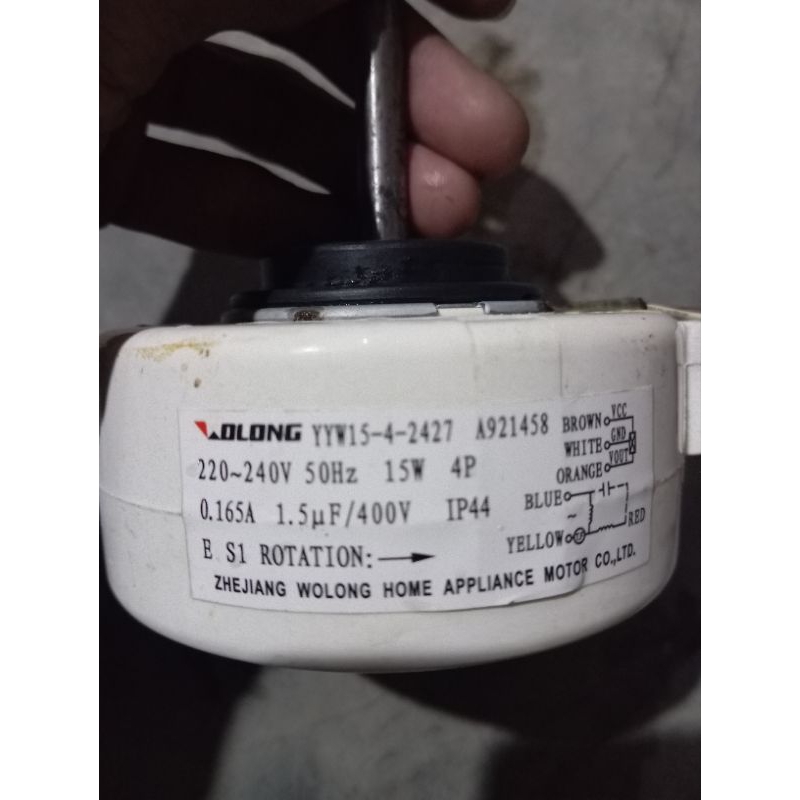 WOLONG YYW15-4-2427 A921458
220~240V 50Hz 15W 4P
0.165A 1.5μF/400V IP44
E S1 ROTATION:
ZHEJIANG WOLONG HOME APPLIANCE MOTOR CO.,LTD.
BROWN VCC
WHITE GND
ORANGE VOUT
BLUE
RED
~
YELLOW